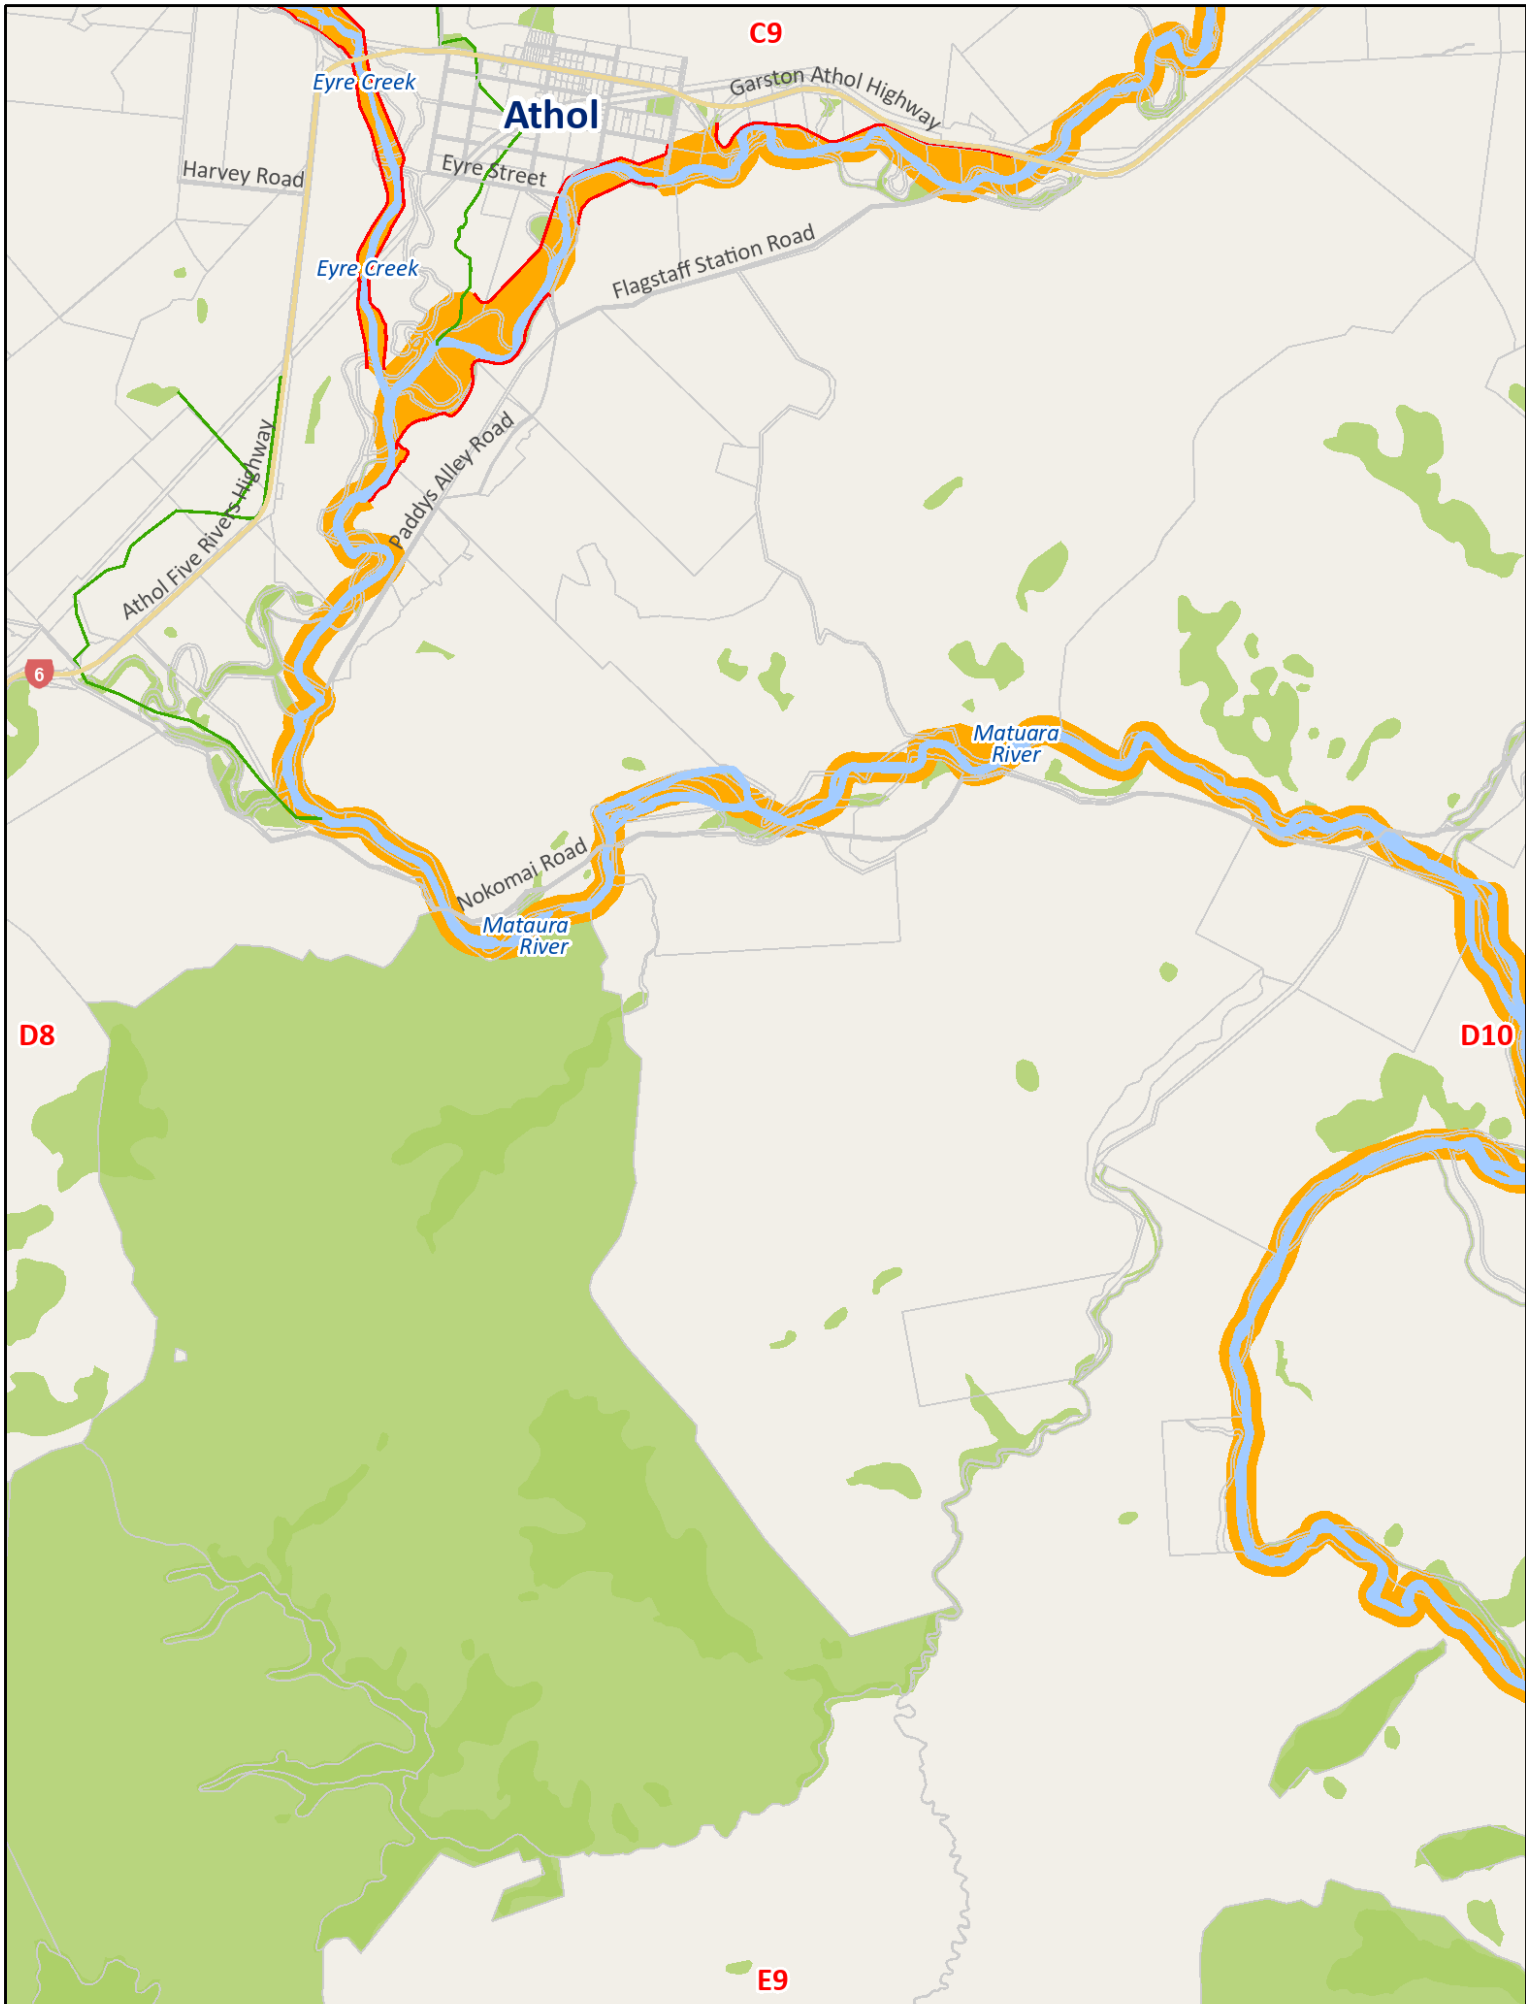 C9
Eyre Creek
Garston Athol Highway
Athol
Harvey Road
Eyre Street
Eyre Creek
Flagstaff Station Road
Paddys Alley Road
Athol Five Rivers Highway
6
Matuara
River
Nokomai Road
Mataura
River
D8
D10
E9